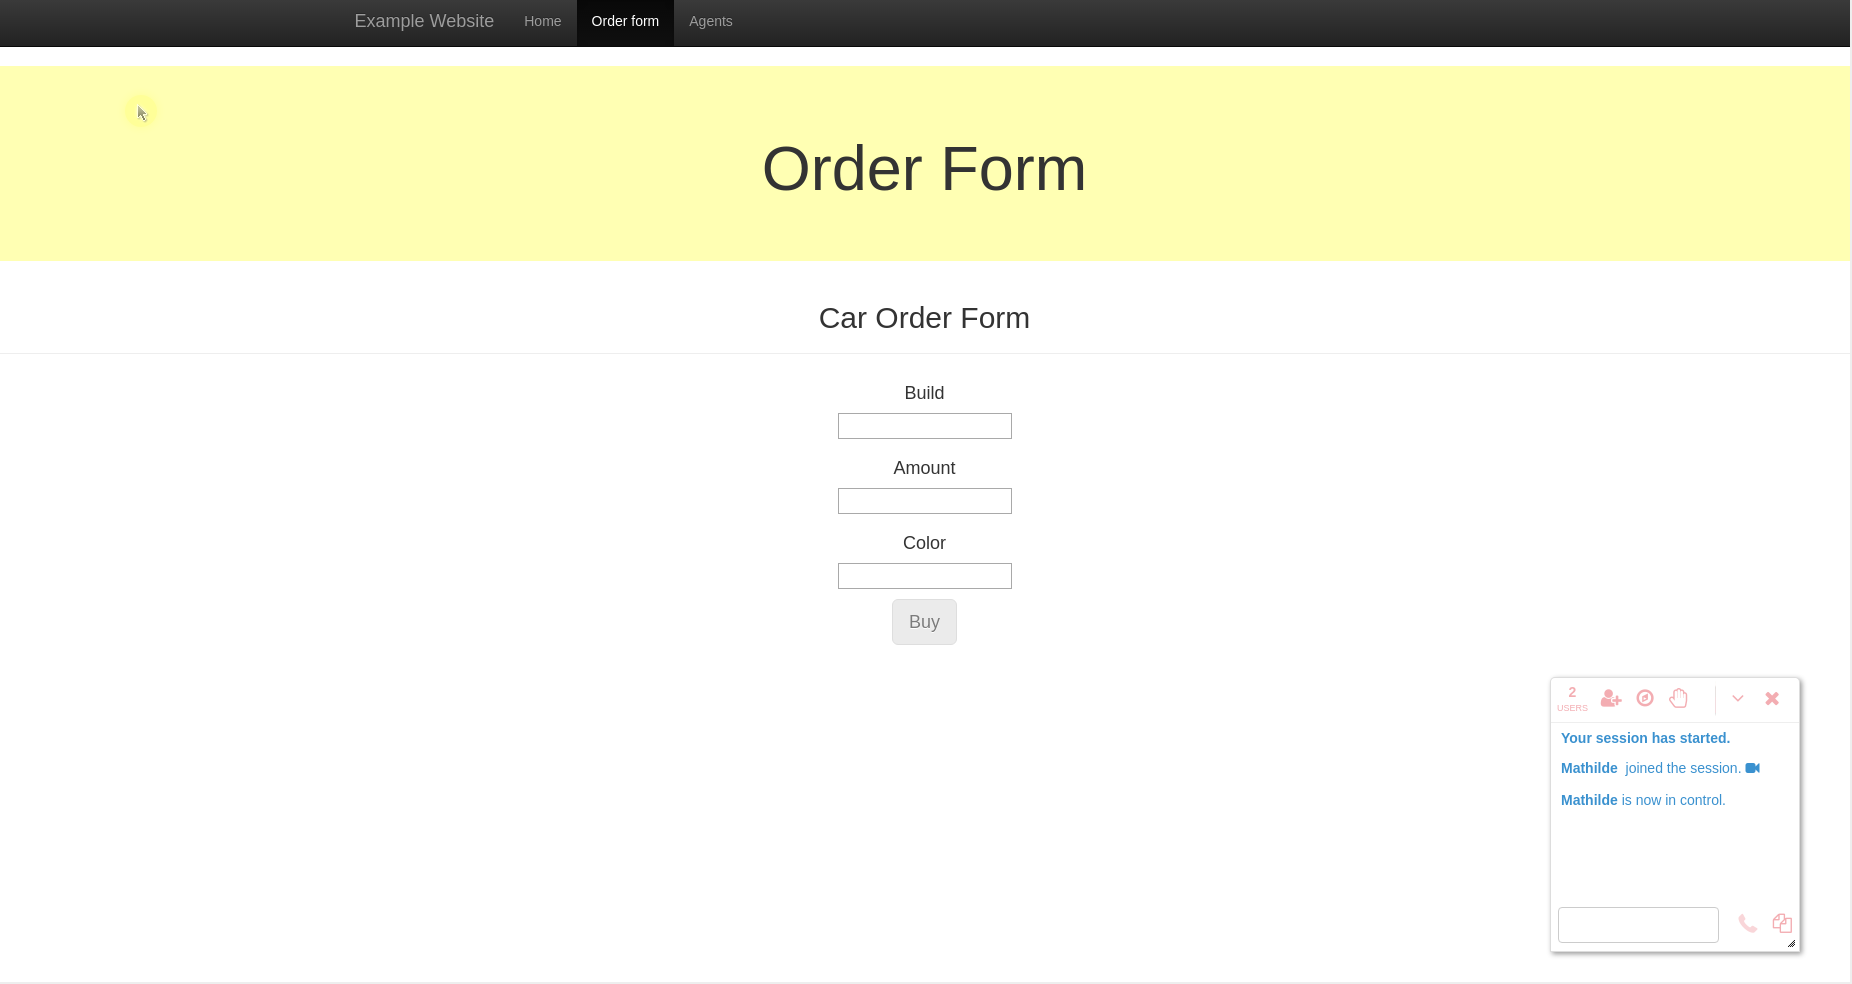 Example Website Home Order form Agents
Order Form
Car Order Form
Build
Amount
Color
Buy
2
USERS
Your session has started.
Mathilde joined the session.
Mathilde is now in control.